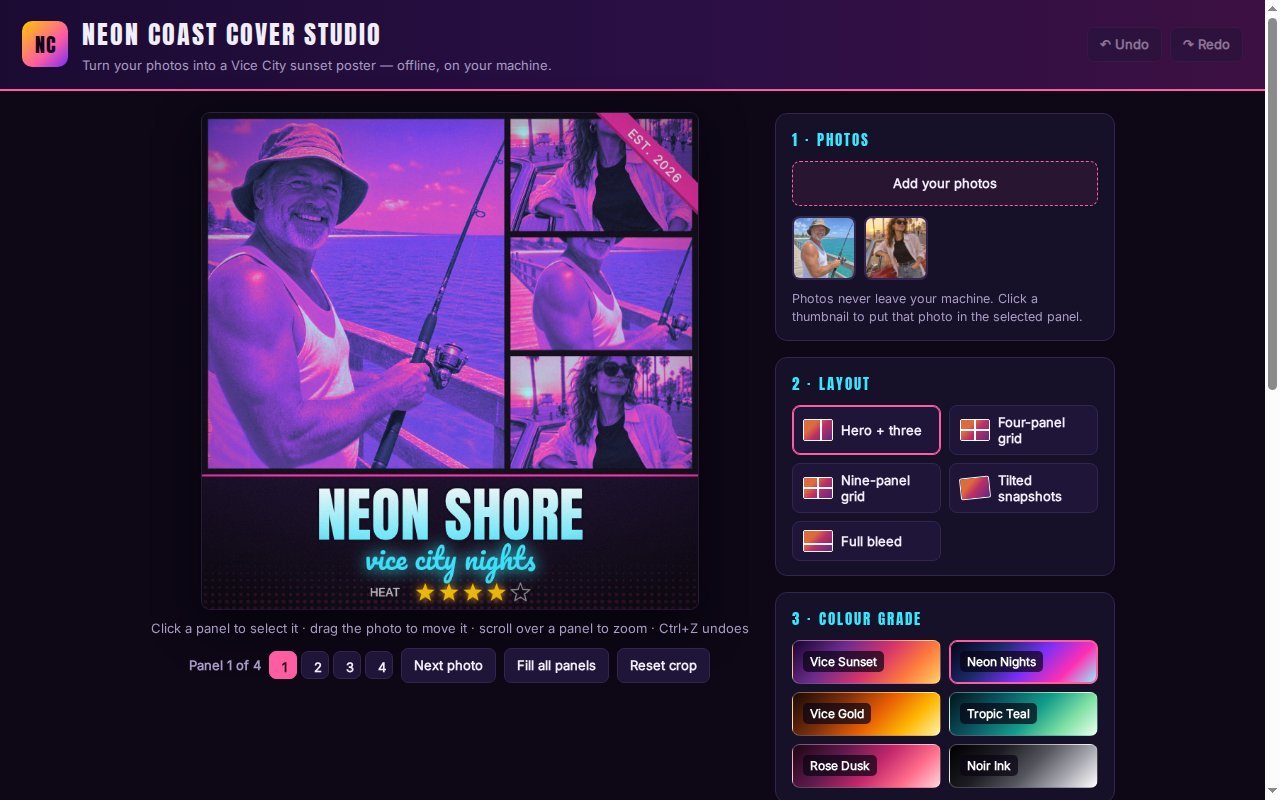 NC
NEON COAST COVER STUDIO
Turn your photos into a Vice City sunset poster — offline, on your machine.
↶ Undo
↷ Redo
EST. 2026
NEON SHORE
vice city nights
HEAT ★★★★☆
Click a panel to select it · drag the photo to move it · scroll over a panel to zoom · Ctrl+Z undoes
Panel 1 of 4 1 2 3 4 Next photo Fill all panels Reset crop
1 · PHOTOS
Add your photos
Photos never leave your machine. Click a
thumbnail to put that photo in the selected panel.
2 · LAYOUT
Hero + three
Four-panel
grid
Nine-panel
grid
Tilted
snapshots
Full bleed
3 · COLOUR GRADE
Vice Sunset
Neon Nights
Vice Gold
Tropic Teal
Rose Dusk
Noir Ink